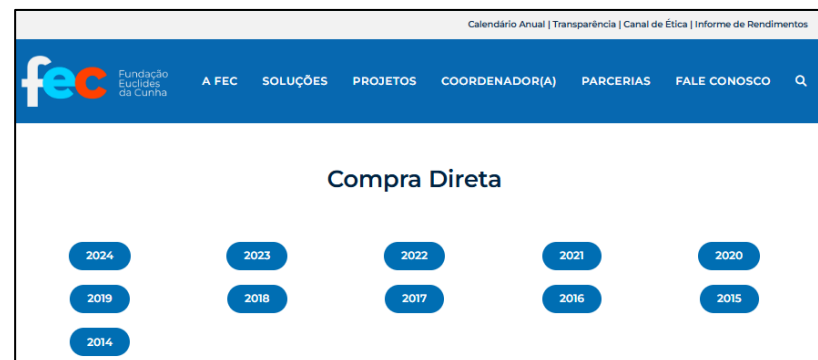 Calendário Anual | Transparência | Canal de Ética | Informe de Rendimentos
fec
Fundação
Euclides
da Cunha
A FEC SOLUÇÕES PROJETOS COORDENADOR(A) PARCERIAS FALE CONOSCO
Compra Direta
2024 2023 2022 2021 2020
2019 2018 2017 2016 2015
2014